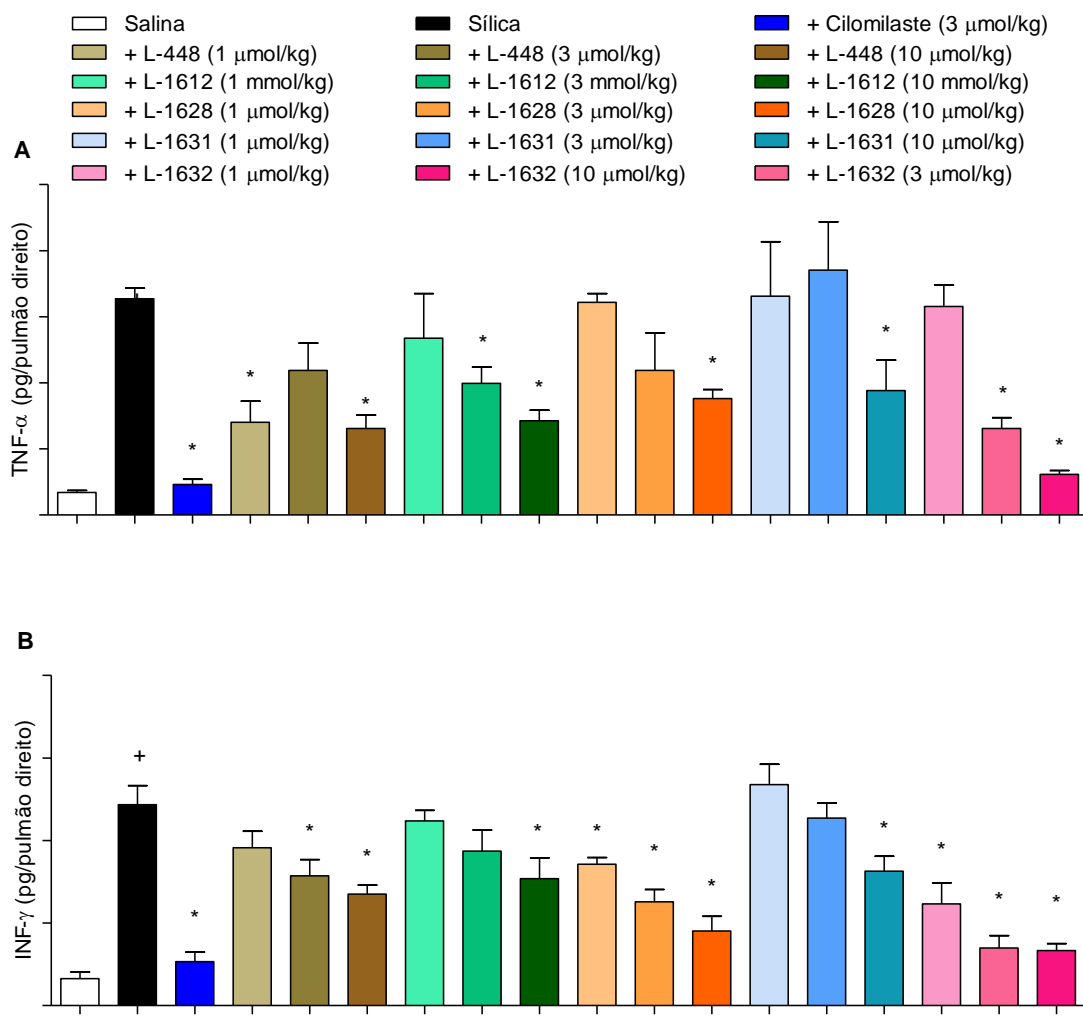 Salina Sílica + Cilomilaste (3 μmol/kg)
+ L-448 (1 μmol/kg) + L-448 (3 μmol/kg) + L-448 (10 μmol/kg)
+ L-1612 (1 mmol/kg) + L-1612 (3 mmol/kg) + L-1612 (10 mmol/kg)
+ L-1628 (1 μmol/kg) + L-1628 (3 μmol/kg) + L-1628 (10 μmol/kg)
+ L-1631 (1 μmol/kg) + L-1631 (3 μmol/kg) + L-1631 (10 μmol/kg)
+ L-1632 (1 μmol/kg) + L-1632 (10 μmol/kg) + L-1632 (3 μmol/kg)
A
TNF-α (pg/pulmão direito)
* * * * * * * * * *
B
INF-γ (pg/pulmão direito)
+ * * * * * * * * * * *